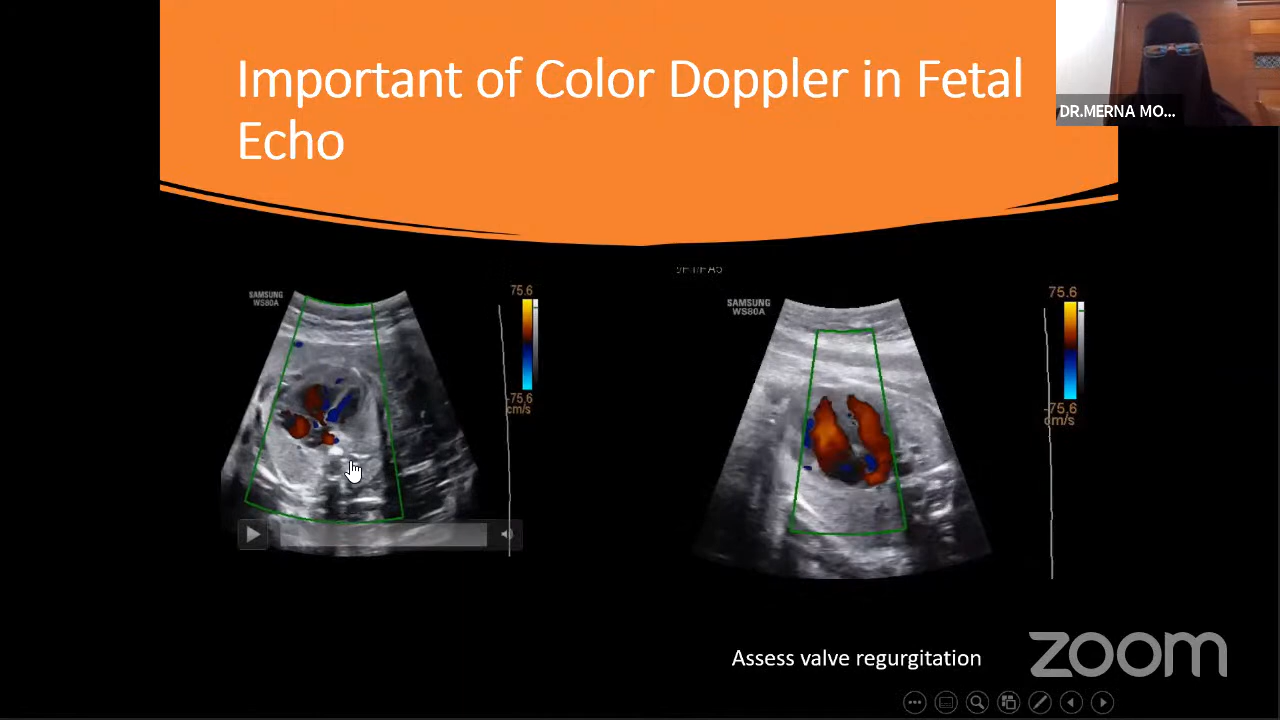 Important of Color Doppler in Fetal
Echo
DR.MERNA MO...
SAMSUNG
WS80A
75.6
-75.6
cm/s
SAMSUNG
WS80A
75.6
-75.6
cm/s
Assess valve regurgitation
zoom